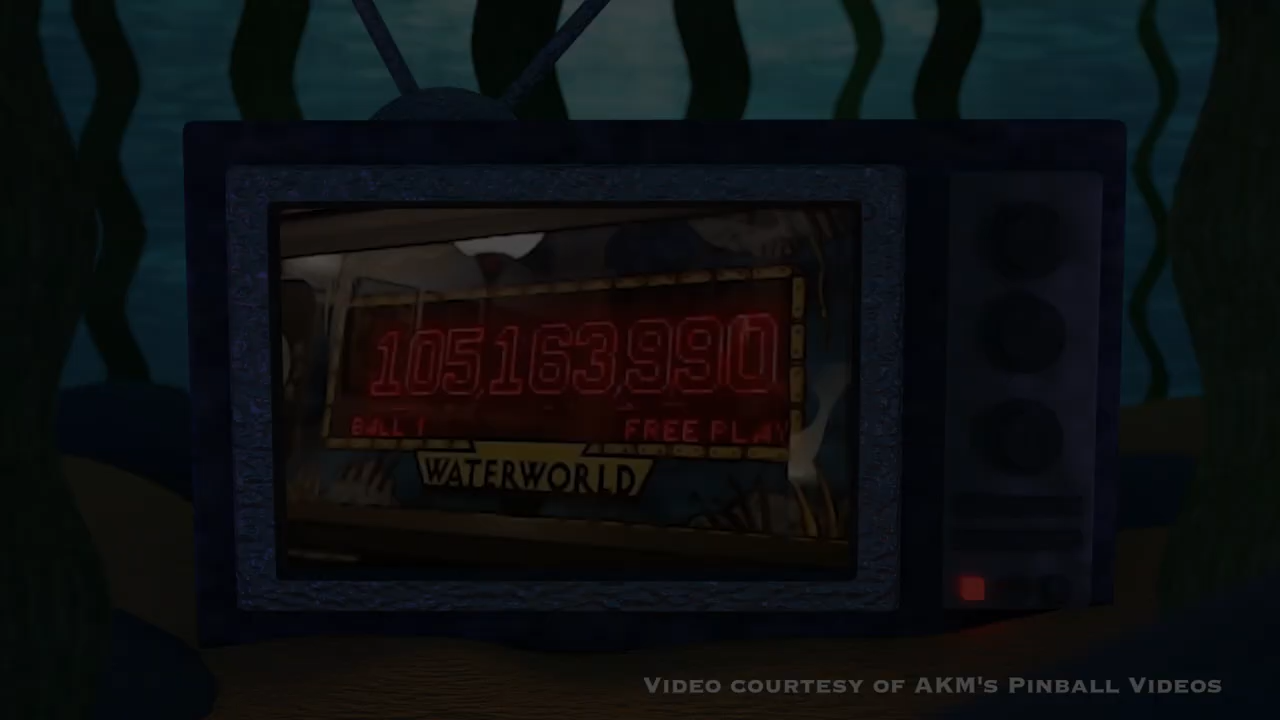 105,163,990
BALL 1
FREE PLAY
WATERWORLD
VIDEO COURTESY OF AKM'S PINBALL VIDEOS